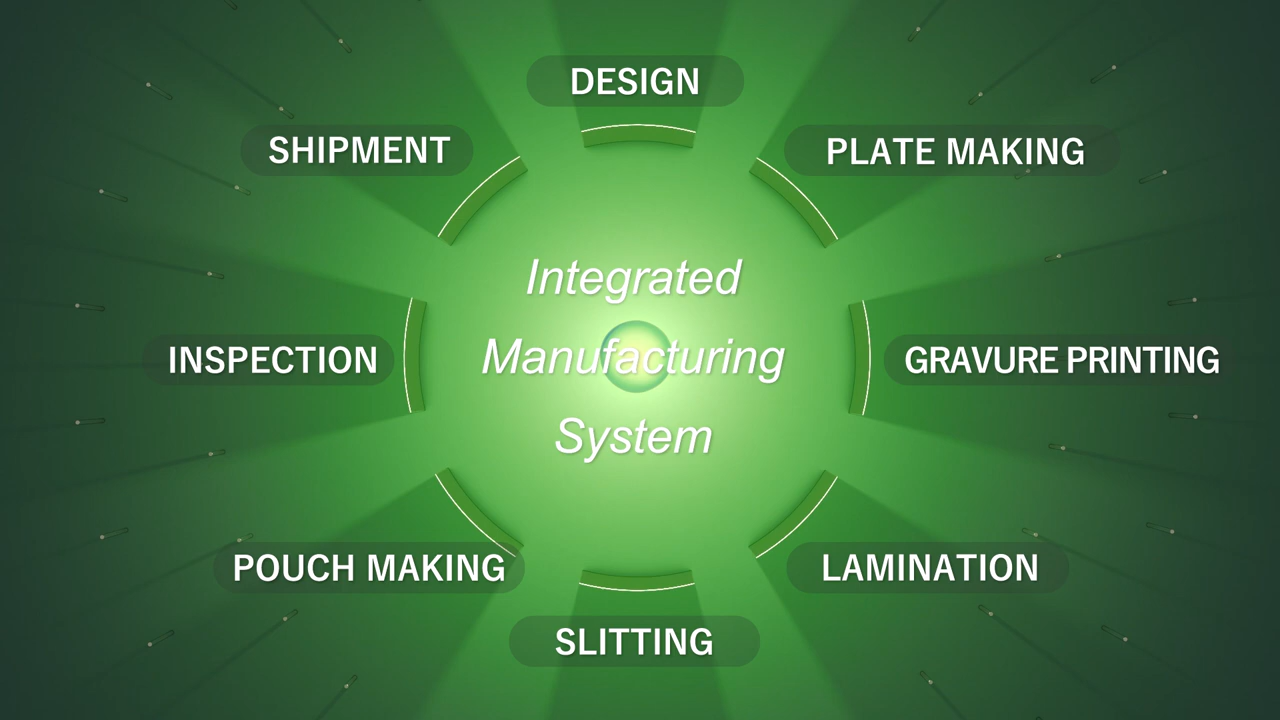 DESIGN
SHIPMENT
PLATE MAKING
Integrated
Manufacturing
System
INSPECTION
GRAVURE PRINTING
POUCH MAKING
LAMINATION
SLITTING